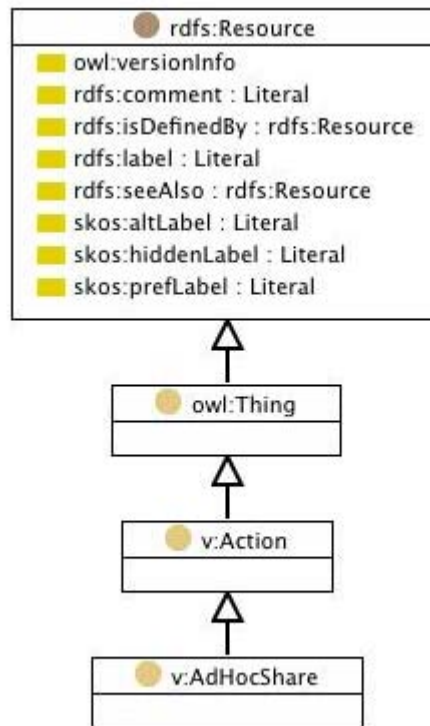 rdfs:Resource
owl:versionInfo
rdfs:comment : Literal
rdfs:isDefinedBy : rdfs:Resource
rdfs:label : Literal
rdfs:seeAlso : rdfs:Resource
skos:altLabel : Literal
skos:hiddenLabel : Literal
skos:prefLabel : Literal
owl:Thing
v:Action
v:AdHocShare